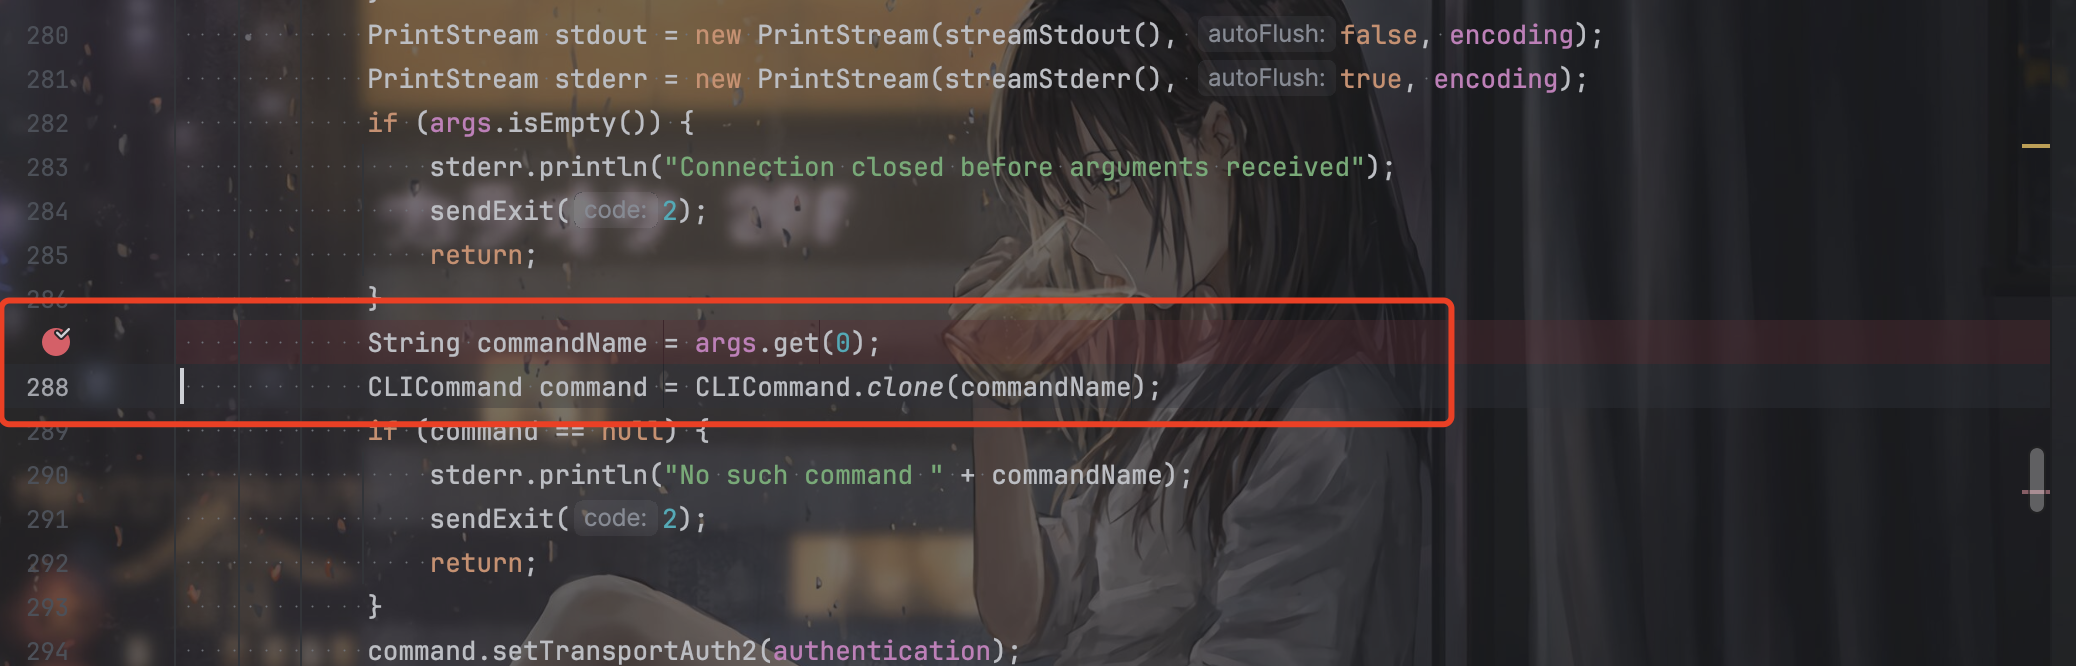 280 PrintStream stdout = new PrintStream(streamStdout(), autoFlush: false, encoding);
281 PrintStream stderr = new PrintStream(streamStderr(), autoFlush: true, encoding);
282 if (args.isEmpty()) {
283 stderr.println("Connection closed before arguments received");
284 sendExit( code: 2);
285 return;
286 }
String commandName = args.get(0);
288 CLICommand command = CLICommand.clone(commandName);
289 if (command == null) {
290 stderr.println("No such command " + commandName);
291 sendExit( code: 2);
292 return;
293 }
294 command.setTransportAuth2(authentication);